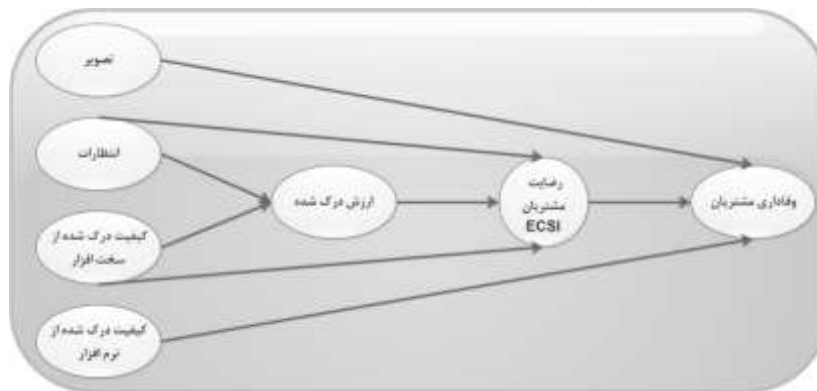 تصویر
انتظارات
ارزش درک شده
رضایت
مشتریان
ECSI
وفاداری مشتریان
کیفیت درک شده از
سخت افزار
کیفیت درک شده از
نرم افزار